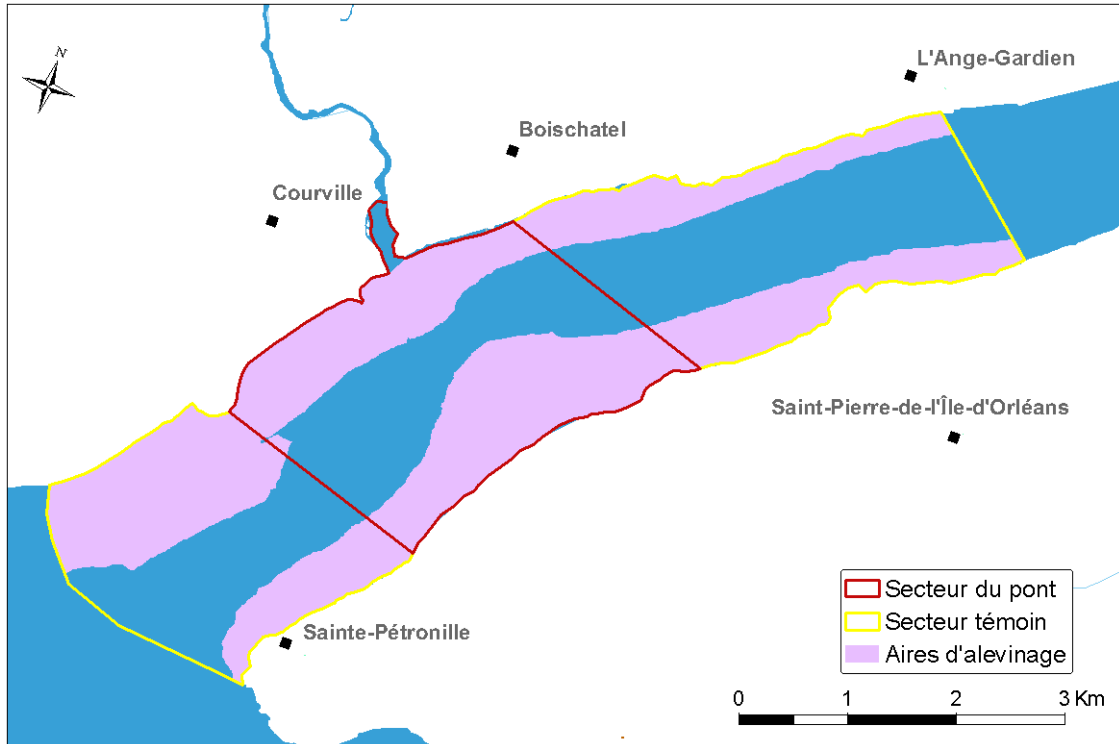 N
L'Ange-Gardien
Boischatel
Courville
Saint-Pierre-de-l'Île-d'Orléans
Sainte-Pétronille
Secteur du pont
Secteur témoin
Aires d'alevinage
0 1 2 3 Km